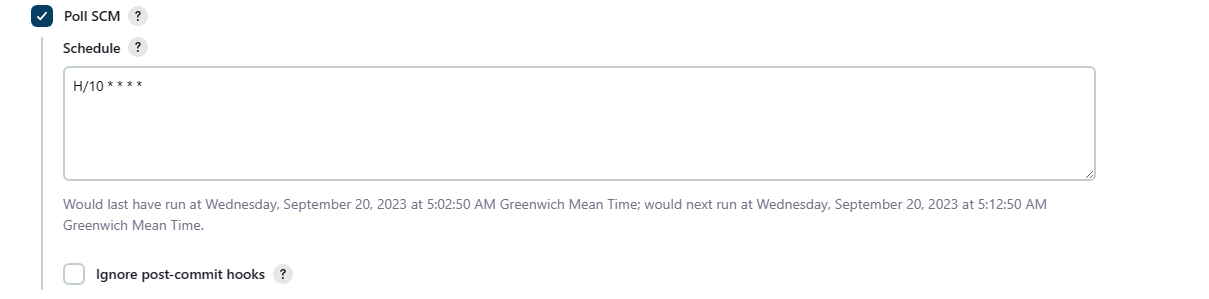 Poll SCM ?
Schedule ?
H/10 * * * *
Would last have run at Wednesday, September 20, 2023 at 5:02:50 AM Greenwich Mean Time; would next run at Wednesday, September 20, 2023 at 5:12:50 AM
Greenwich Mean Time.
Ignore post-commit hooks ?